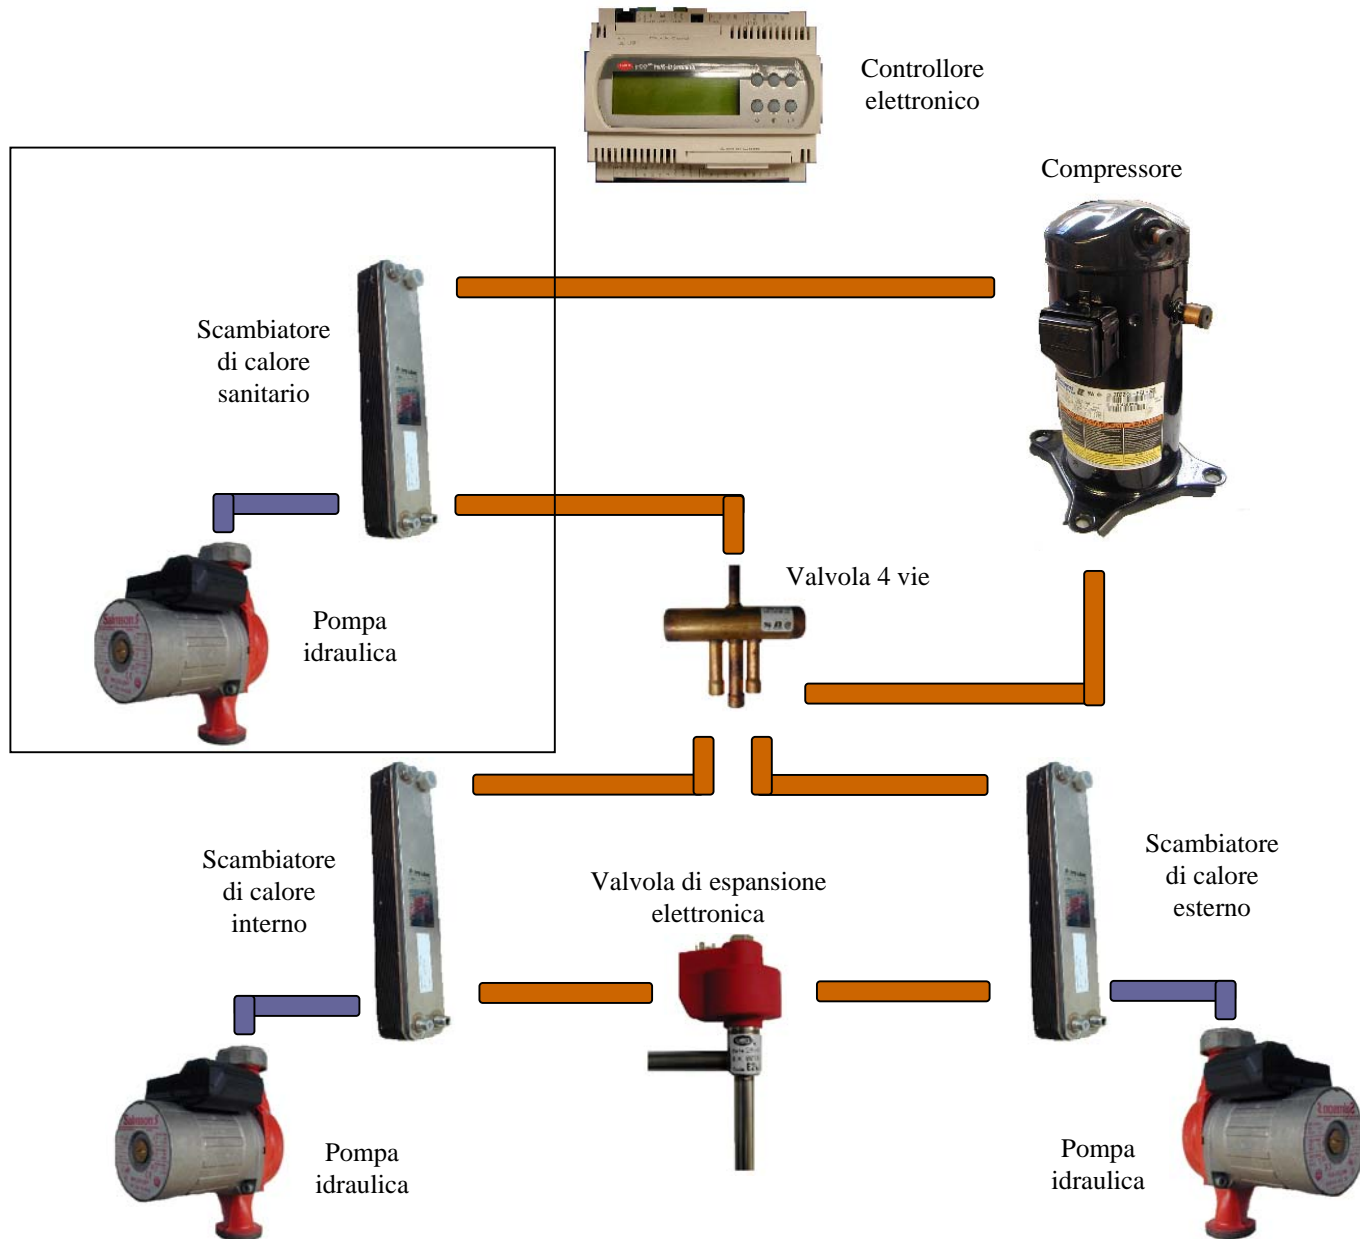 Controllore
elettronico
Compressore
Scambiatore
di calore
sanitario
Valvola 4 vie
Pompa
idraulica
Scambiatore
di calore
interno
Valvola di espansione
elettronica
Scambiatore
di calore
esterno
Pompa
idraulica
Pompa
idraulica
Salmson